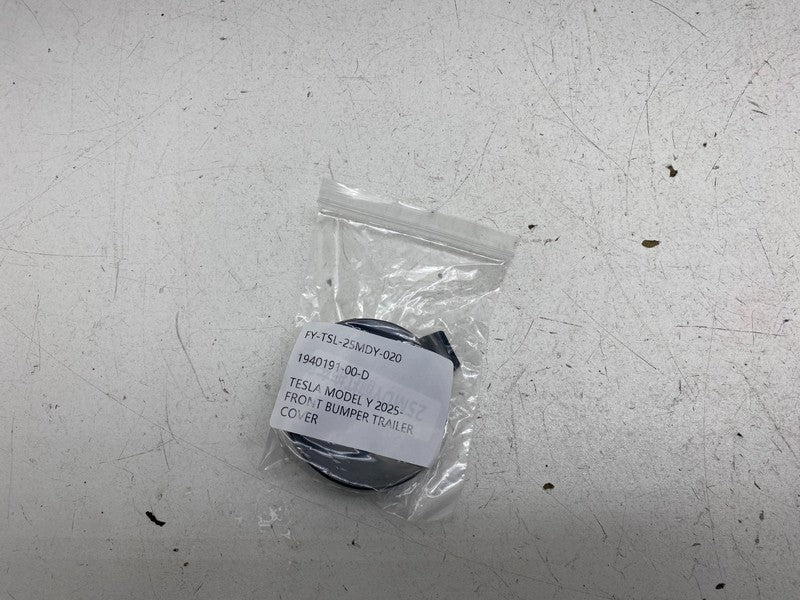 FY-TSL-25MDY-020
1940191-00-D
TESLA MODEL Y 2025-
FRONT BUMPER TRAILER
COVER